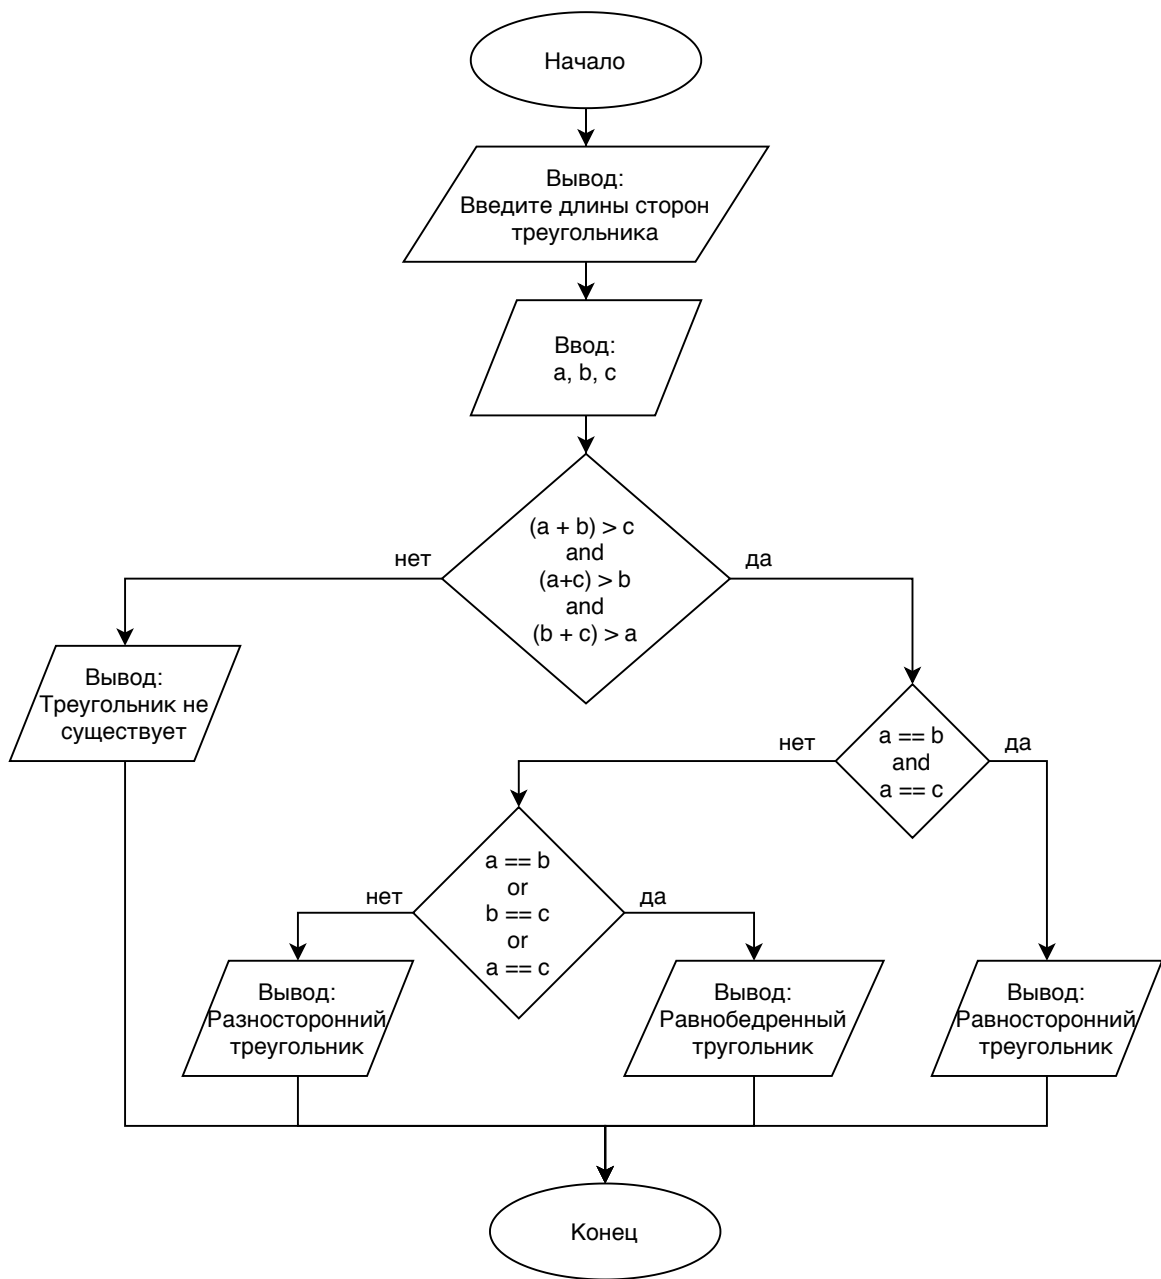 Начало
Вывод:
Введите длины сторон
треугольника
Ввод:
a, b, c
(a + b) > c
and
(a+c) > b
and
(b + c) > a
нет
да
Вывод:
Треугольник не
существует
a == b
and
a == c
нет
да
a == b
or
b == c
or
a == c
нет
да
Вывод:
Разносторонний
треугольник
Вывод:
Равнобедренный
тругольник
Вывод:
Равносторонний
треугольник
Конец